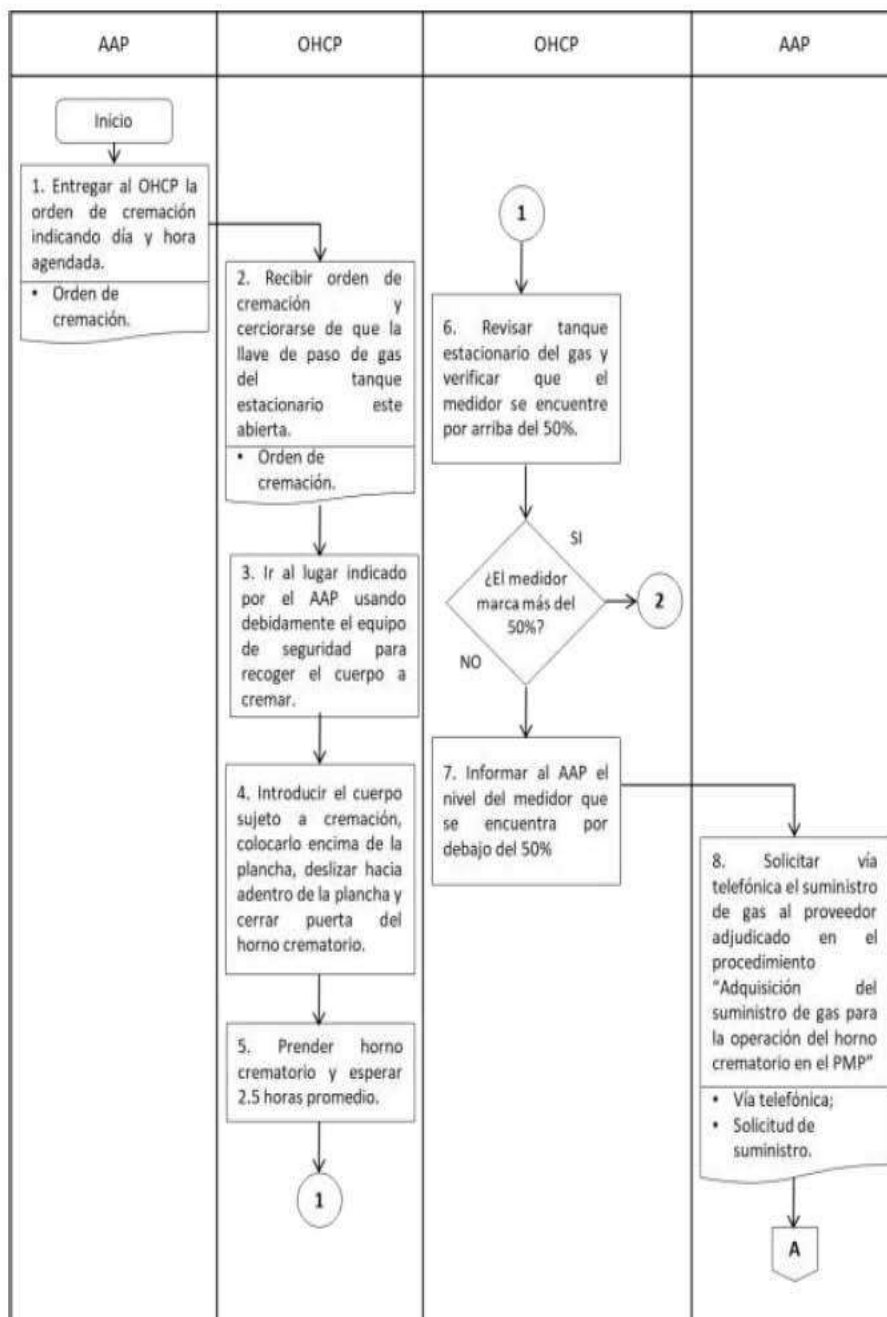 AAP
OHCP
OHCP
AAP
Inicio
1. Entregar al OHCP la
orden de cremación
indicando día y hora
agendada.
• Orden de
cremación.
2. Recibir orden de
cremación y
cerciorarse de que la
llave de paso de gas
del tanque
estacionario este
abierta.
• Orden de
cremación.
3. Ir al lugar indicado
por el AAP usando
debidamente el equipo
de seguridad para
recoger el cuerpo a
cremar.
4. Introducir el cuerpo
sujeto a cremación,
colocarlo encima de la
plancha, deslizar hacia
adentro de la plancha y
cerrar puerta del
horno crematorio.
5. Prender horno
crematorio y esperar
2.5 horas promedio.
1
1
6. Revisar tanque
estacionario del gas y
verificar que el
medidor se encuentre
por arriba del 50%.
SI
¿El medidor
marca más del
50%?
2
NO
7. Informar al AAP el
nivel del medidor que
se encuentra por
debajo del 50%
8. Solicitar vía
telefónica el suministro
de gas al proveedor
adjudicado en el
procedimiento
"Adquisición del
suministro de gas para
la operación del horno
crematorio en el PMP"
• Vía telefónica;
• Solicitud de
suministro.
A